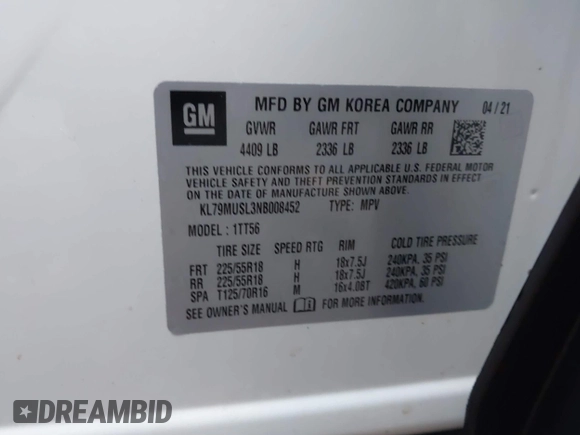 GM
MFD BY GM KOREA COMPANY 04/21
GVWR GAWR FRT GAWR RR
4409 LB 2336 LB 2336 LB
THIS VEHICLE CONFORMS TO ALL APPLICABLE U.S. FEDERAL MOTOR
VEHICLE SAFETY AND THEFT PREVENTION STANDARDS IN EFFECT
ON THE DATE OF MANUFACTURE SHOWN ABOVE.
KL79MUSL3NB008452 TYPE: MPV
MODEL: 1TT56
TIRE SIZE SPEED RTG RIM COLD TIRE PRESSURE
FRT 225/55R18 H 18x7.5J 240KPA, 35 PSI
RR 225/55R18 H 18x7.5J 240KPA, 35 PSI
SPA T125/70R16 M 16x4.0BT 420KPA, 60 PSI
SEE OWNER'S MANUAL FOR MORE INFORMATION.
DREAMBID